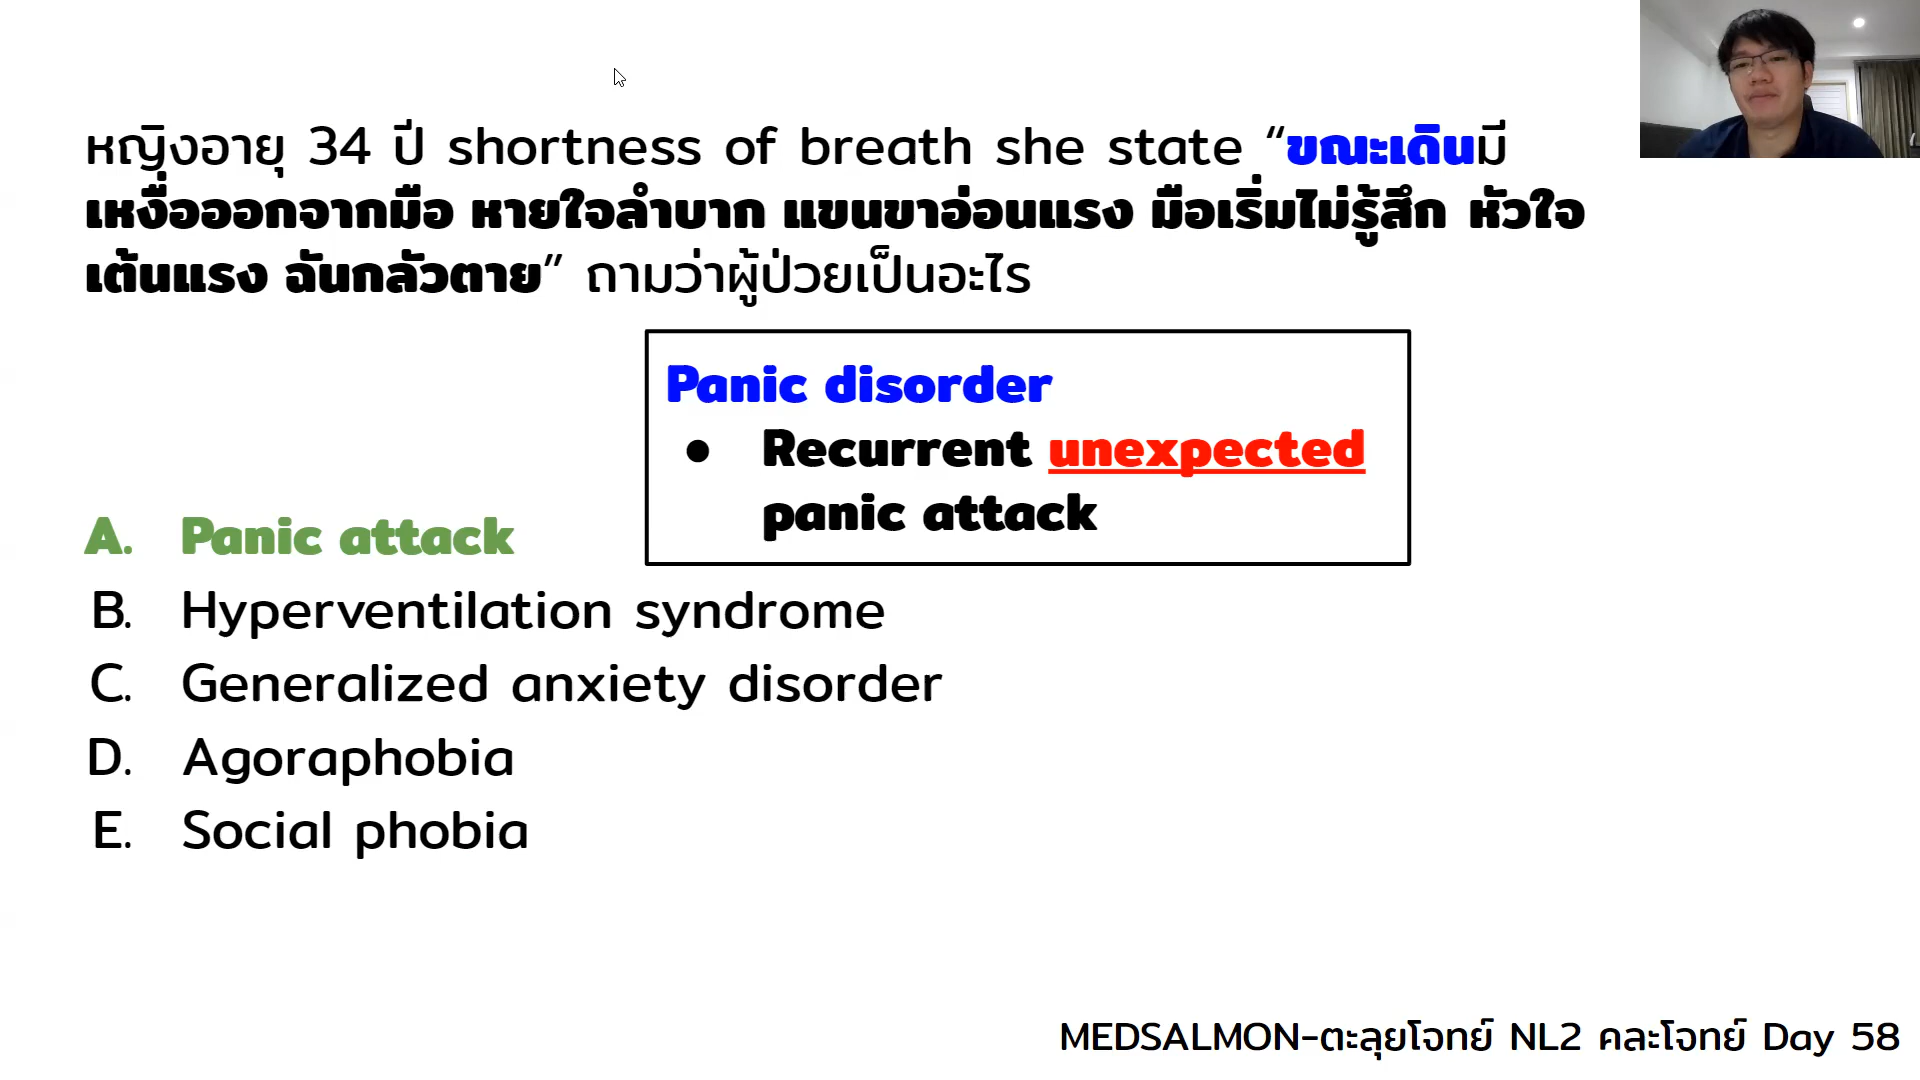 หญิงอายุ 34 ปี shortness of breath she state “ขณะเดินมี
เหงื่อออกจากมือ หายใจลำบาก แขนขาอ่อนแรง มือเริ่มไม่รู้สึก หัวใจ
เต้นแรง ฉันกลัวตาย” ถามว่าผู้ป่วยเป็นอะไร
Panic disorder
● Recurrent unexpected
panic attack
A. Panic attack
B. Hyperventilation syndrome
C. Generalized anxiety disorder
D. Agoraphobia
E. Social phobia
MEDSALMON-ตะลุยโจทย์ NL2 คละโจทย์ Day 58